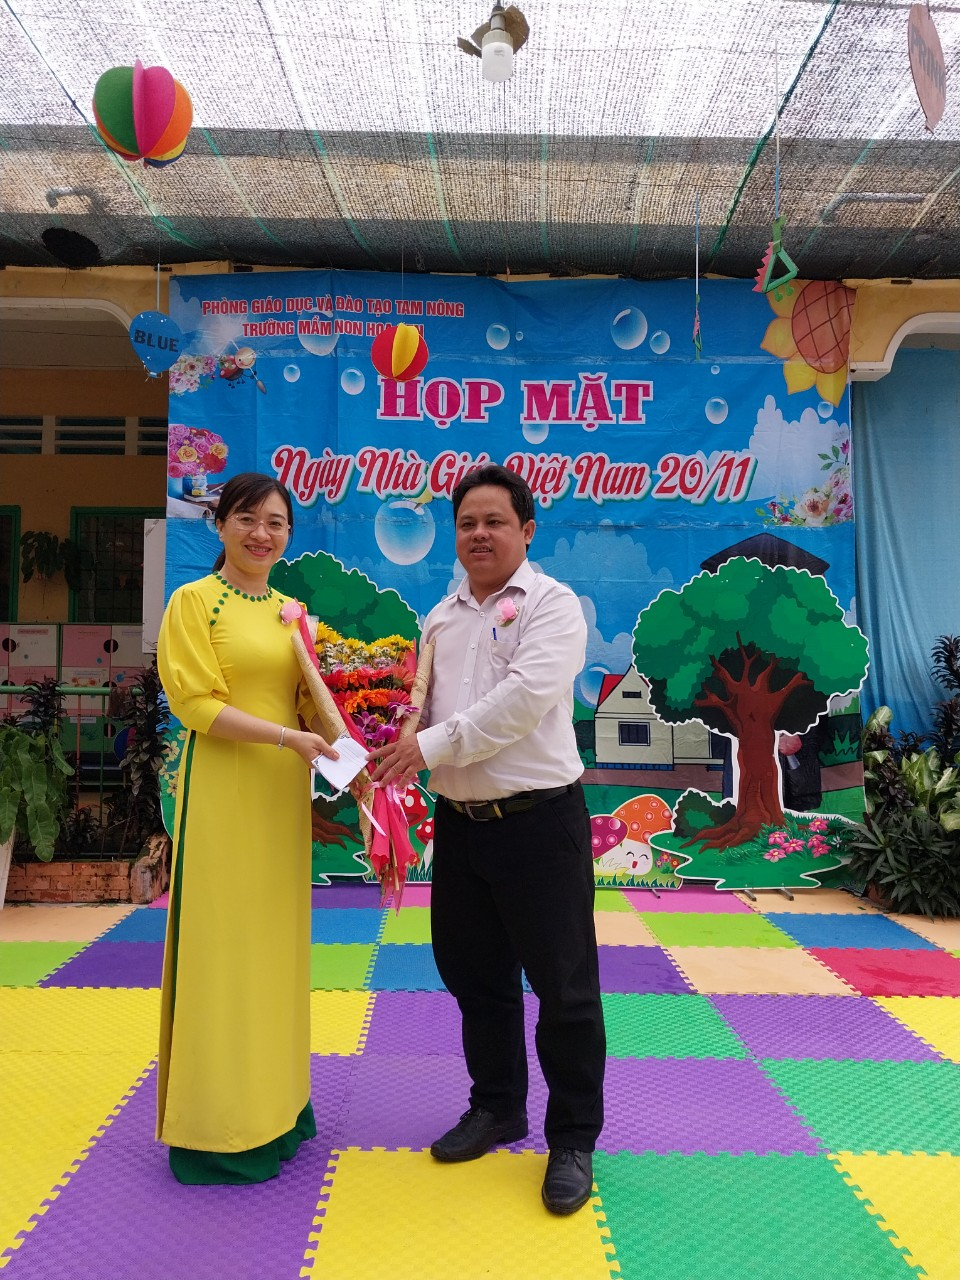 PHÒNG GIÁO DỤC VÀ ĐÀO TẠO TAM NÔNG
TRƯỜNG MẦM NON HOA
BLUE
HỌP MẶT
Ngày Nhà Giáo Việt Nam 20/11